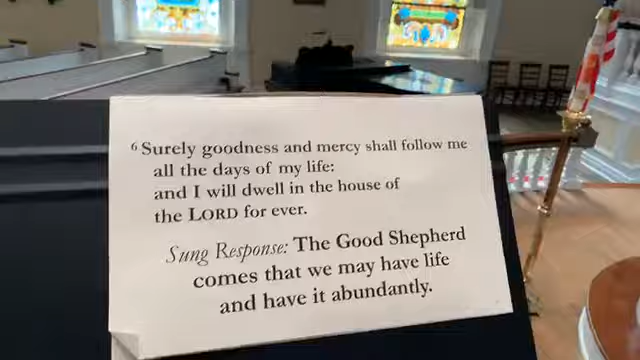 6 Surely goodness and mercy shall follow me
all the days of my life:
and I will dwell in the house of
the LORD for ever.
Sung Response: The Good Shepherd
comes that we may have life
and have it abundantly.